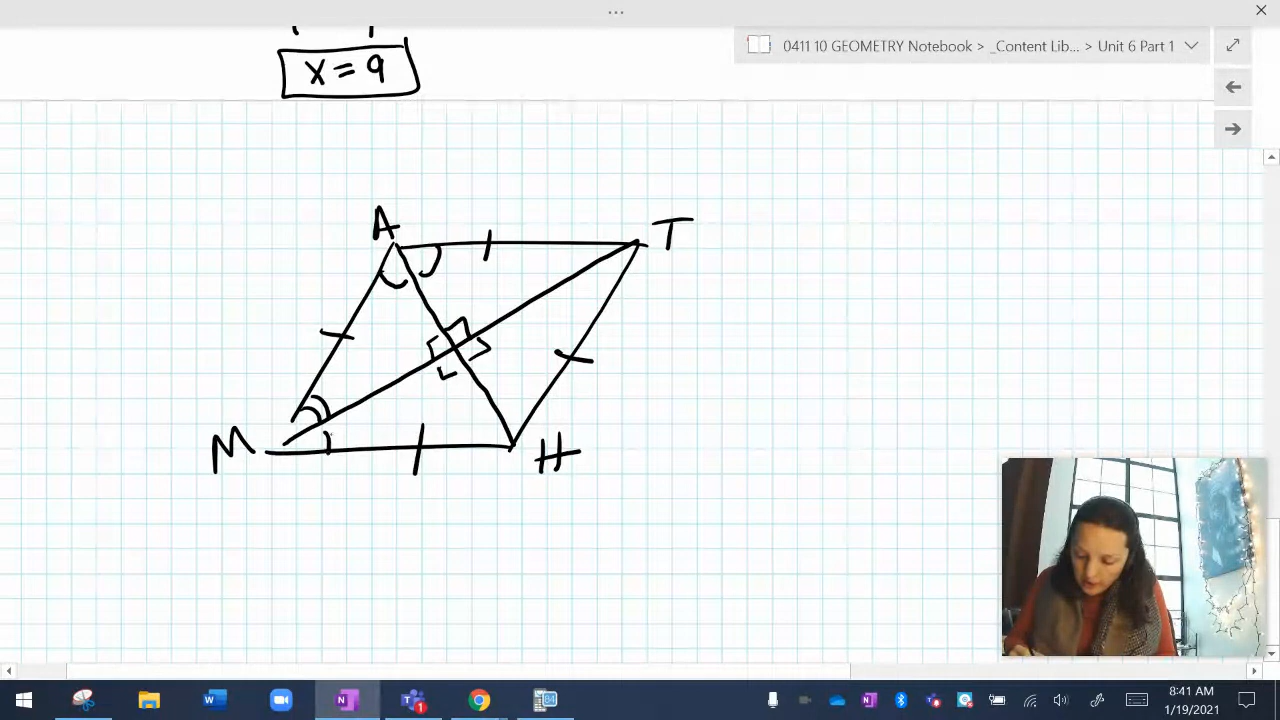 0411 10 GEOMETRY Notebook > _Content Lib... > Unit 6 Part 1
x = 9
A
T
M
H
8:41 AM
1/19/2021